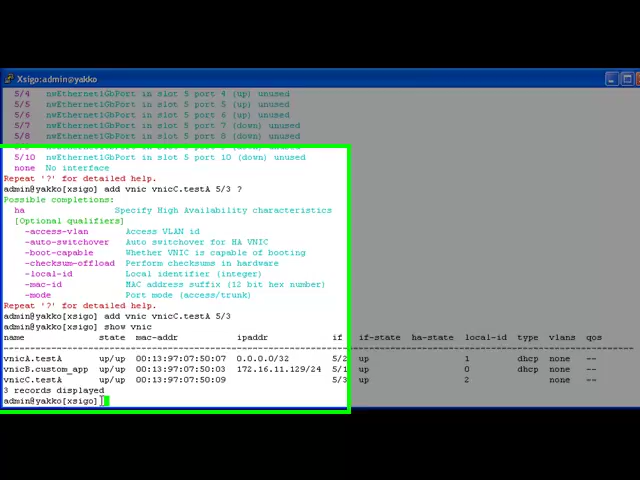 Xsigo:admin@yakko
5/4 nwEthernet1GbPort in slot 5 port 4 (up) unused
5/5 nwEthernet1GbPort in slot 5 port 5 (up) unused
5/6 nwEthernet1GbPort in slot 5 port 6 (up) unused
5/7 nwEthernet1GbPort in slot 5 port 7 (down) unused
5/8 nwEthernet1GbPort in slot 5 port 8 (down) unused
5/10 nwEthernet1GbPort in slot 5 port 10 (down) unused
none No interface
Repeat '?' for detailed help.
admin@yakko[xsigo] add vnic vnicC.testA 5/3 ?
Possible completions:
ha Specify High Availability characteristics
[Optional qualifiers]
-access-vlan Access VLAN id
-auto-switchover Auto switchover for HA VNIC
-boot-capable Whether VNIC is capable of booting
-checksum-offload Perform checksums in hardware
-local-id Local identifier (integer)
-mac-id MAC address suffix (12 bit hex number)
-mode Port mode (access/trunk)
Repeat '?' for detailed help.
admin@yakko[xsigo] add vnic vnicC.testA 5/3
admin@yakko[xsigo] show vnic
name state mac-addr ipaddr if if-state ha-state local-id type vlans qos
--------------------------------------------------------------------------------
vnicA.testA up/up 00:13:97:07:50:07 0.0.0.0/32 5/2 up 1 dhcp none --
vnicB.custom_app up/up 00:13:97:07:50:03 172.16.11.129/24 5/1 up 0 dhcp none --
vnicC.testA up/up 00:13:97:07:50:09 5/3 up 2 none --
3 records displayed
admin@yakko[xsigo]